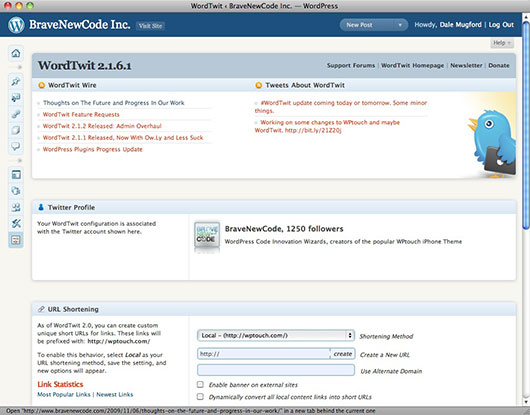 WordTwit ‹ BraveNewCode Inc. — WordPress
BraveNewCode Inc.
Visit Site
New Post
Howdy, Dale Mugford | Log Out
Help
WordTwit 2.1.6.1
Support Forums | WordTwit Homepage | Newsletter | Donate
WordTwit Wire
Thoughts on The Future and Progress In Our Work
WordTwit Feature Requests
WordTwit 2.1.2 Released: Admin Overhaul
WordTwit 2.1.1 Released, Now With Ow.Ly and Less Suck
WordPress Plugins Progress Update
Tweets About WordTwit
#WordTwit update coming today or tomorrow. Some minor
things.
Working on some changes to WPtouch and maybe
WordTwit. http://bit.ly/21Z20j
Twitter Profile
Your WordTwit configuration is associated
with the Twitter account shown here.
BRAVE
NEW
CODE
BraveNewCode, 1250 followers
WordPress Code Innovation Wizards, creators of the popular WPtouch iPhone Theme
URL Shortening
As of WordTwit 2.0, you can create custom
unique short URLs for links. These links will
be prefixed with: http://wptouch.com/
To enable this behavior, select Local as your
URL shortening method, save the setting, and
new options will appear.
Link Statistics
Most Popular Links | Newest Links
Local - (http://wptouch.com/)
Shortening Method
http://
create
Create a New URL
Use Alternate Domain
Enable banner on external sites
Dynamically convert all local content links into short URLs
Open "http://www.bravenewcode.com/2009/11/06/thoughts-on-the-future-and-progress-in-our-work/" in a new tab behind the current one